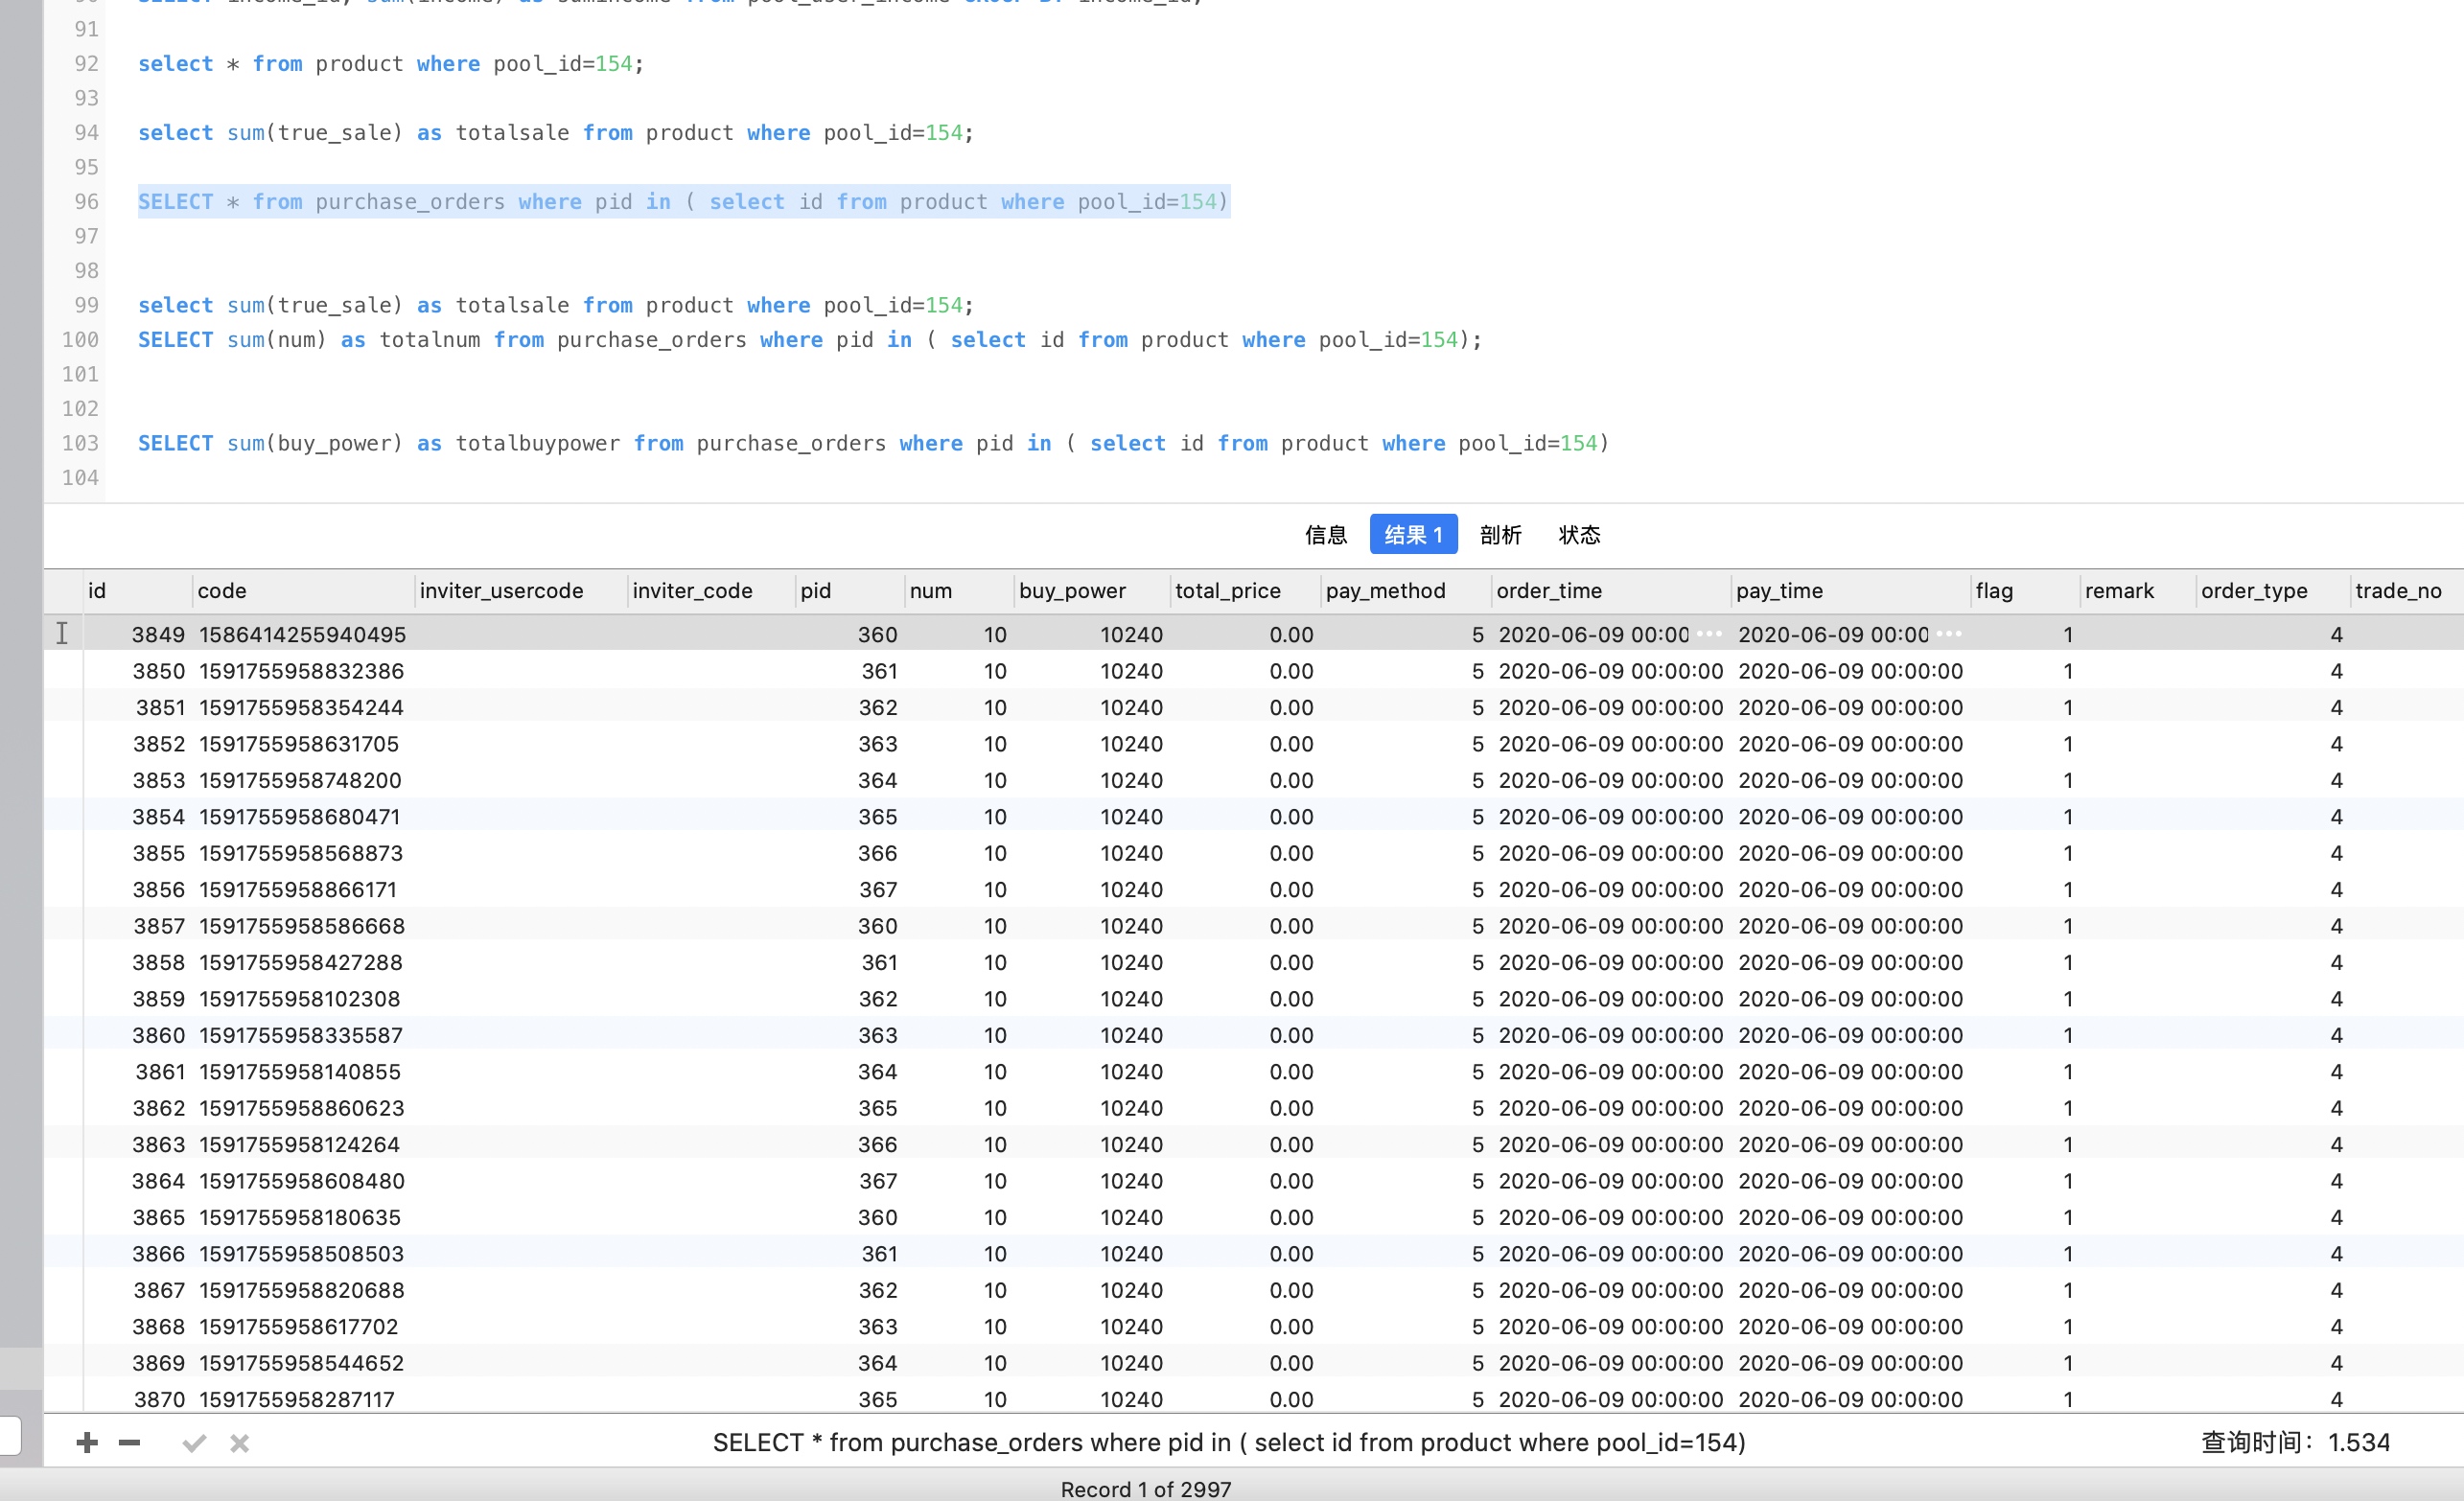 91
92 select * from product where pool_id=154;
93
94 select sum(true_sale) as totalsale from product where pool_id=154;
95
96 SELECT * from purchase_orders where pid in ( select id from product where pool_id=154)
97
98
99 select sum(true_sale) as totalsale from product where pool_id=154;
100 SELECT sum(num) as totalnum from purchase_orders where pid in ( select id from product where pool_id=154);
101
102
103 SELECT sum(buy_power) as totalbuypower from purchase_orders where pid in ( select id from product where pool_id=154)
104
信息 结果 1 剖析 状态
id code inviter_usercode inviter_code pid num buy_power total_price pay_method order_time pay_time flag remark order_type trade_no
3849 1586414255940495 360 10 10240 0.00 5 2020-06-09 00:00 ••• 2020-06-09 00:00 ••• 1 4
3850 1591755958832386 361 10 10240 0.00 5 2020-06-09 00:00:00 2020-06-09 00:00:00 1 4
3851 1591755958354244 362 10 10240 0.00 5 2020-06-09 00:00:00 2020-06-09 00:00:00 1 4
3852 1591755958631705 363 10 10240 0.00 5 2020-06-09 00:00:00 2020-06-09 00:00:00 1 4
3853 1591755958748200 364 10 10240 0.00 5 2020-06-09 00:00:00 2020-06-09 00:00:00 1 4
3854 1591755958680471 365 10 10240 0.00 5 2020-06-09 00:00:00 2020-06-09 00:00:00 1 4
3855 1591755958568873 366 10 10240 0.00 5 2020-06-09 00:00:00 2020-06-09 00:00:00 1 4
3856 1591755958866171 367 10 10240 0.00 5 2020-06-09 00:00:00 2020-06-09 00:00:00 1 4
3857 1591755958586668 360 10 10240 0.00 5 2020-06-09 00:00:00 2020-06-09 00:00:00 1 4
3858 1591755958427288 361 10 10240 0.00 5 2020-06-09 00:00:00 2020-06-09 00:00:00 1 4
3859 1591755958102308 362 10 10240 0.00 5 2020-06-09 00:00:00 2020-06-09 00:00:00 1 4
3860 1591755958335587 363 10 10240 0.00 5 2020-06-09 00:00:00 2020-06-09 00:00:00 1 4
3861 1591755958140855 364 10 10240 0.00 5 2020-06-09 00:00:00 2020-06-09 00:00:00 1 4
3862 1591755958860623 365 10 10240 0.00 5 2020-06-09 00:00:00 2020-06-09 00:00:00 1 4
3863 1591755958124264 366 10 10240 0.00 5 2020-06-09 00:00:00 2020-06-09 00:00:00 1 4
3864 1591755958608480 367 10 10240 0.00 5 2020-06-09 00:00:00 2020-06-09 00:00:00 1 4
3865 1591755958180635 360 10 10240 0.00 5 2020-06-09 00:00:00 2020-06-09 00:00:00 1 4
3866 1591755958508503 361 10 10240 0.00 5 2020-06-09 00:00:00 2020-06-09 00:00:00 1 4
3867 1591755958820688 362 10 10240 0.00 5 2020-06-09 00:00:00 2020-06-09 00:00:00 1 4
3868 1591755958617702 363 10 10240 0.00 5 2020-06-09 00:00:00 2020-06-09 00:00:00 1 4
3869 1591755958544652 364 10 10240 0.00 5 2020-06-09 00:00:00 2020-06-09 00:00:00 1 4
3870 1591755958287117 365 10 10240 0.00 5 2020-06-09 00:00:00 2020-06-09 00:00:00 1 4
SELECT * from purchase_orders where pid in ( select id from product where pool_id=154) 查询时间：1.534
Record 1 of 2997